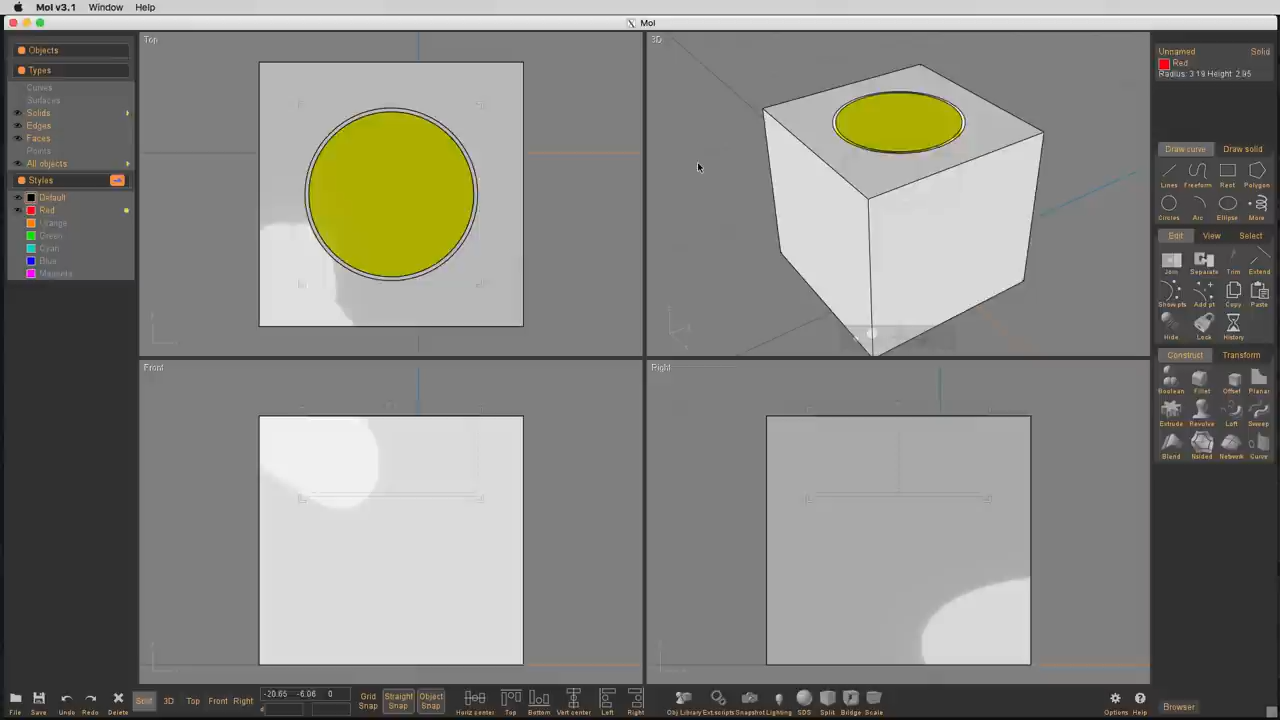 MoI v3.1 Window Help
MoI
Objects
Types
Curves
Surfaces
Solids
Edges
Faces
Points
All objects
Styles
Default
Red
Orange
Green
Cyan
Blue
Magenta
Top
3D
Front
Right
Unnamed Solid
Red
Radius: 3.19 Height: 2.95
Draw curve Draw solid
Lines Freeform Rect Polygon
Circles Arc Ellipse More
Edit View Select
Join Separate Trim Extend
Show pts Add pt Copy Paste
Hide Lock History
Construct Transform
Boolean Fillet Offset Planar
Extrude Revolve Loft Sweep
Blend Nsided Network Curve
File Save Undo Redo Delete Split 3D Top Front Right
-20.65 -6.06 0
Grid Snap Straight Snap Object Snap
Horiz center Top Bottom Vert center Left Right
Obj Library Ext.scripts Snapshot Lighting SDS Split Bridge Scale
Options Help
Browser